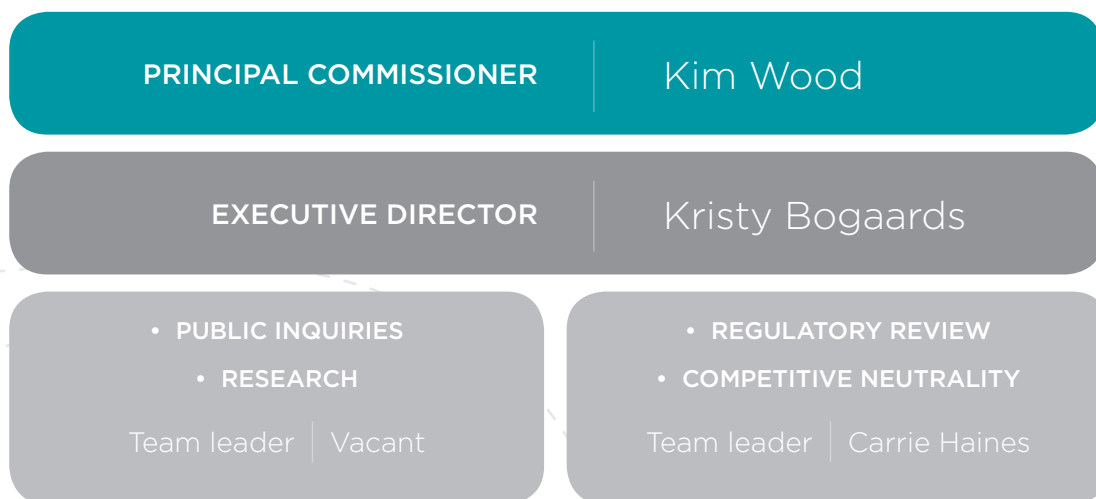 PRINCIPAL COMMISSIONER Kim Wood
EXECUTIVE DIRECTOR Kristy Bogaards
• PUBLIC INQUIRIES
• RESEARCH
Team leader Vacant
• REGULATORY REVIEW
• COMPETITIVE NEUTRALITY
Team leader Carrie Haines